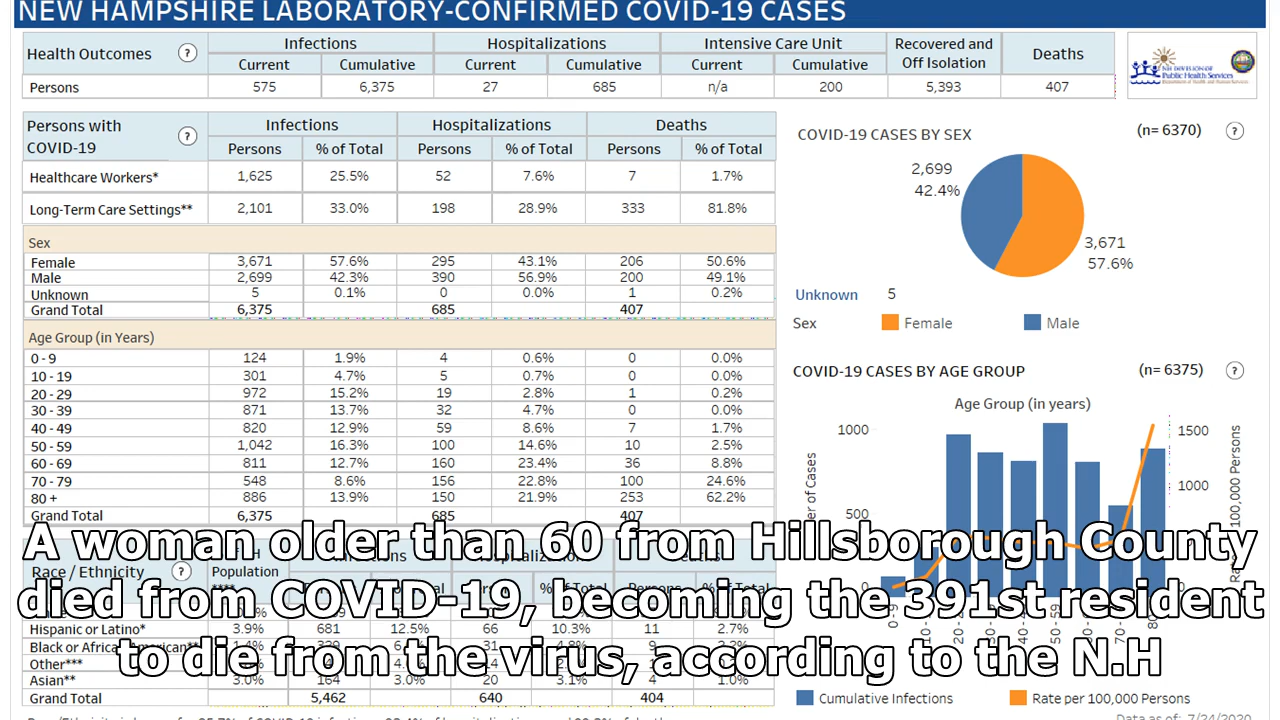 NEW HAMPSHIRE LABORATORY-CONFIRMED COVID-19 CASES
Health Outcomes ? Infections Hospitalizations Intensive Care Unit Recovered and Off Isolation Deaths
Current Cumulative Current Cumulative Current Cumulative
Persons 575 6,375 27 685 n/a 200 5,393 407
NH DIVISION OF
Public Health Services
Persons with COVID-19 ? Infections Hospitalizations Deaths
Persons % of Total Persons % of Total Persons % of Total
Healthcare Workers* 1,625 25.5% 52 7.6% 7 1.7%
Long-Term Care Settings** 2,101 33.0% 198 28.9% 333 81.8%
Sex
Female 3,671 57.6% 295 43.1% 206 50.6%
Male 2,699 42.3% 390 56.9% 200 49.1%
Unknown 5 0.1% 0 0.0% 1 0.2%
Grand Total 6,375 685 407
Age Group (in Years)
0 - 9 124 1.9% 4 0.6% 0 0.0%
10 - 19 301 4.7% 5 0.7% 0 0.0%
20 - 29 972 15.2% 19 2.8% 1 0.2%
30 - 39 871 13.7% 32 4.7% 0 0.0%
40 - 49 820 12.9% 59 8.6% 7 1.7%
50 - 59 1,042 16.3% 100 14.6% 10 2.5%
60 - 69 811 12.7% 160 23.4% 36 8.8%
70 - 79 548 8.6% 156 22.8% 100 24.6%
80 + 886 13.9% 150 21.9% 253 62.2%
Grand Total 6,375 685 407
Race / Ethnicity ? Population
Hispanic or Latino* 3.9% 681 12.5% 66 10.3% 11 2.7%
Other***
Asian** 3.0% 164 3.0% 20 3.1% 4 1.0%
Grand Total 5,462 640 404
COVID-19 CASES BY SEX (n= 6370) ?
2,699
42.4%
3,671
57.6%
Unknown 5
Sex Female Male
COVID-19 CASES BY AGE GROUP (n= 6375) ?
Age Group (in years)
1000
500
0
1500
1000
Cumulative Infections Rate per 100,000 Persons
Data as of: 7/24/2020
A woman older than 60 from Hillsborough County
died from COVID-19, becoming the 391st resident
to die from the virus, according to the N.H